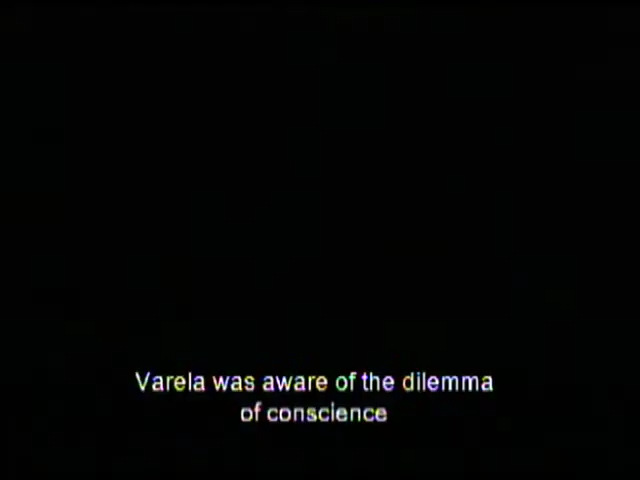 Varela was aware of the dilemma
of conscience